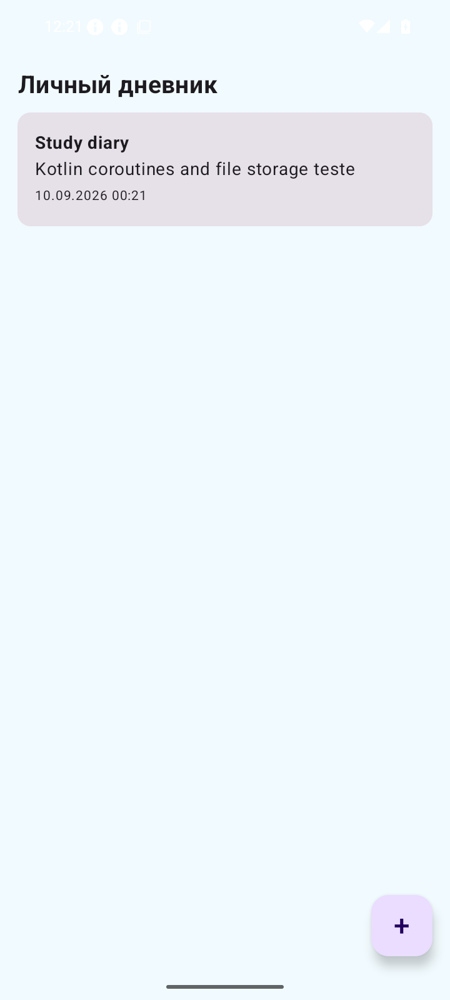 12:21
Личный дневник
Study diary
Kotlin coroutines and file storage teste
10.09.2026 00:21
+